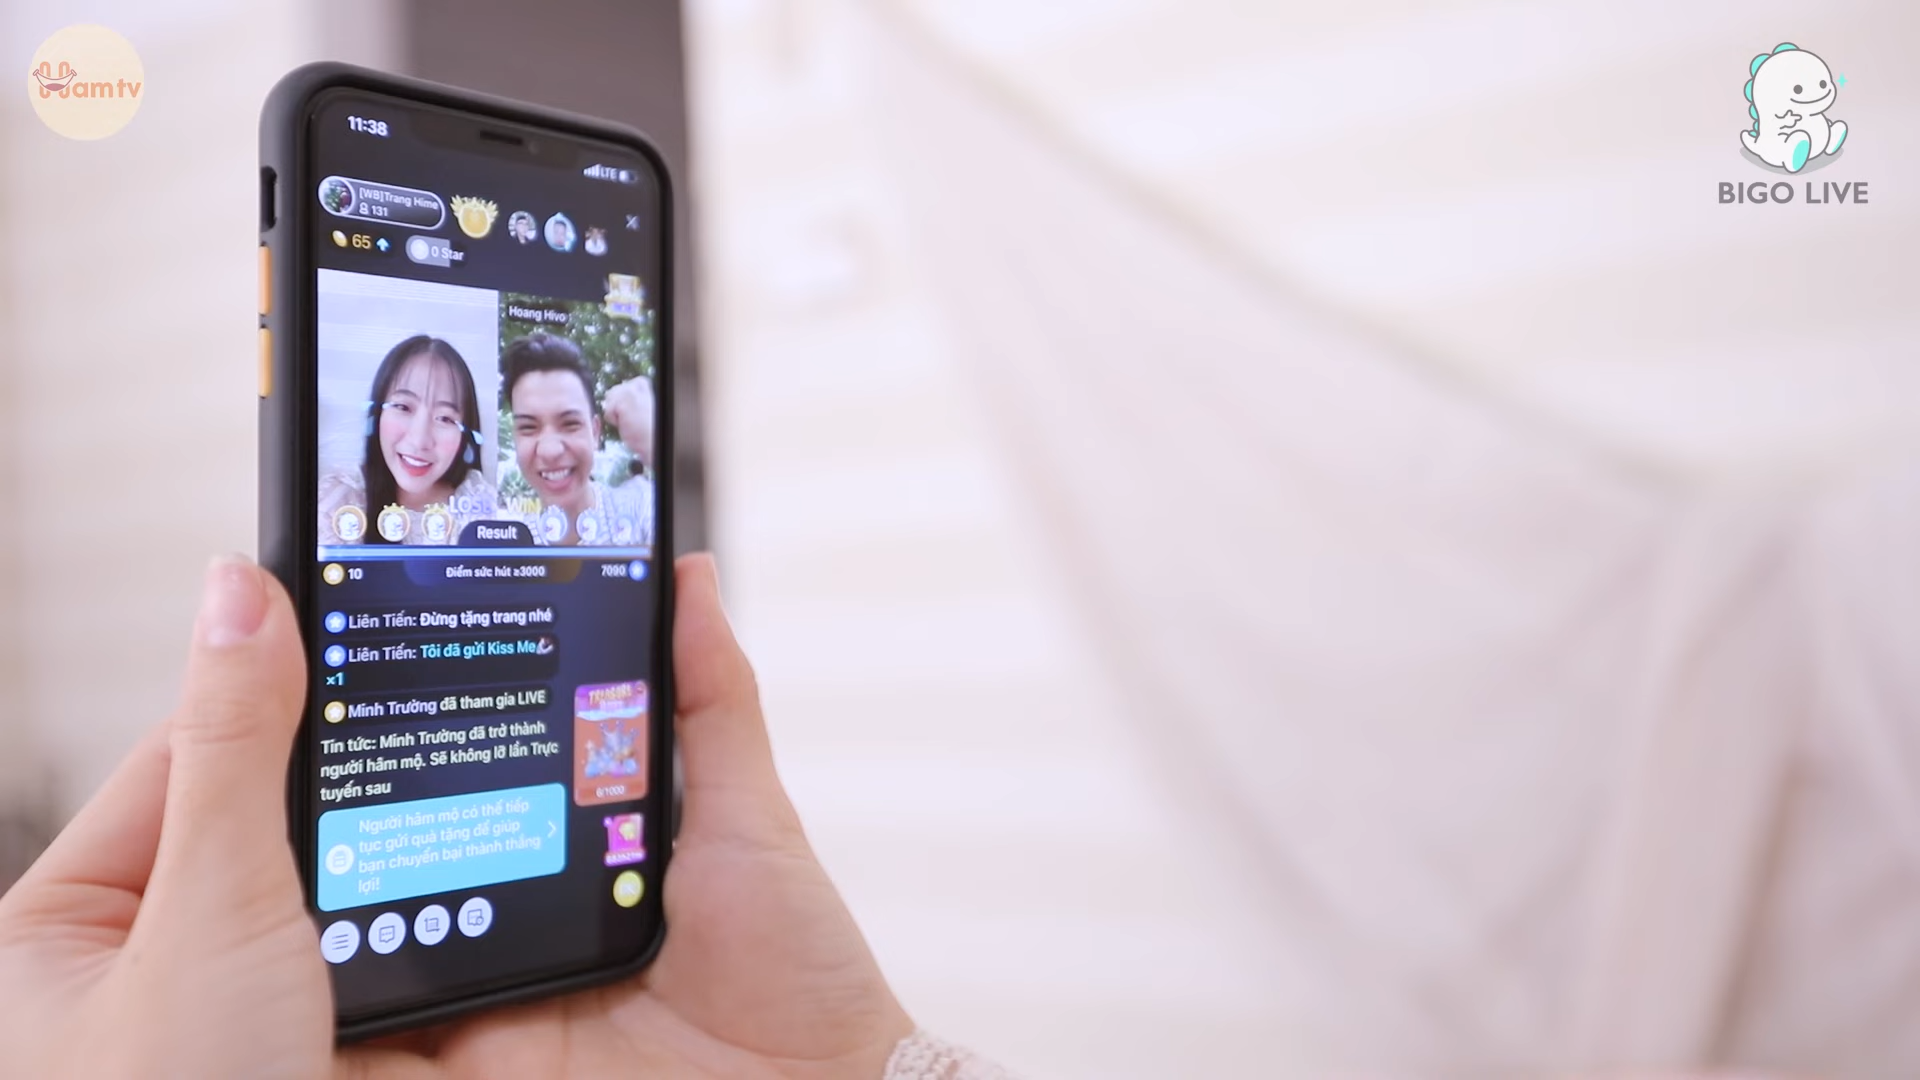 Hamtv
BIGO LIVE
11:38
LTE
[WB]Trang Hime
131
65
0 Star
Hoang Hivo
LOSE
WIN
Result
10
Điểm sức hút ≥3000
7090
Liên Tiến: Đừng tặng trang nhé
Liên Tiến: Tôi đã gửi Kiss Me
x1
Minh Trường đã tham gia LIVE
Tin tức: Minh Trường đã trở thành
người hâm mộ. Sẽ không lỡ lần Trực
tuyến sau
6/1000
Người hâm mộ có thể tiếp
tục gửi quà tặng để giúp
bạn chuyển bại thành thắng
lợi!